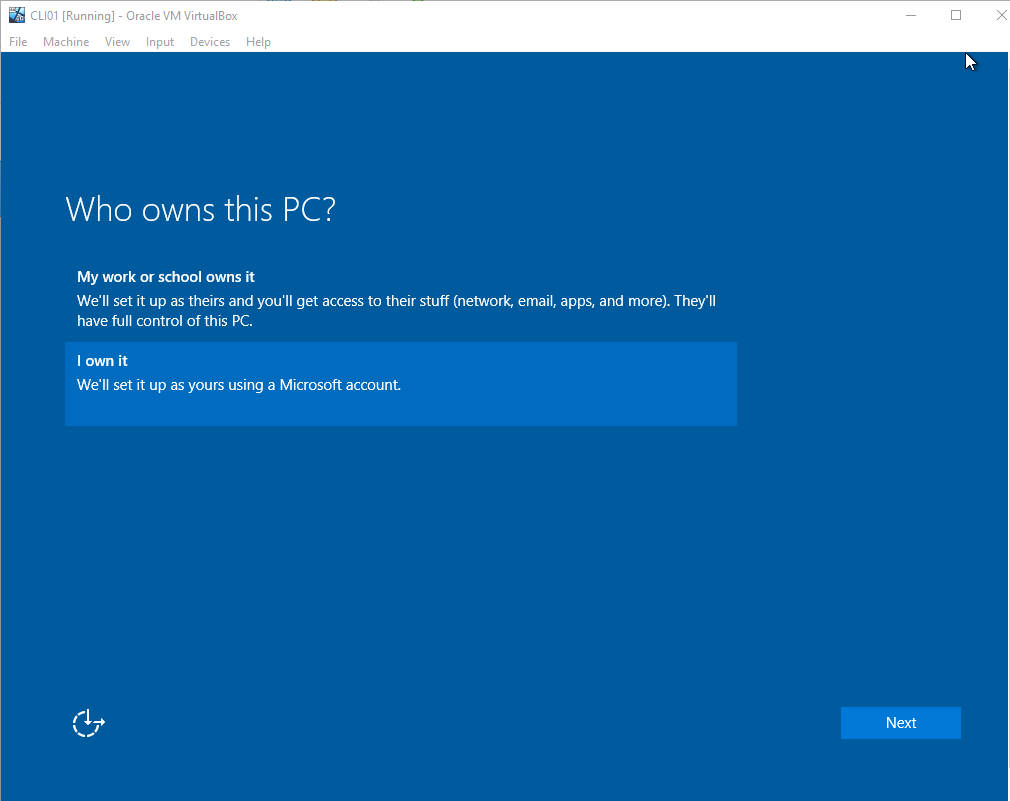 CLI01 [Running] - Oracle VM VirtualBox
File Machine View Input Devices Help
Who owns this PC?
My work or school owns it
We'll set it up as theirs and you'll get access to their stuff (network, email, apps, and more). They'll
have full control of this PC.
I own it
We'll set it up as yours using a Microsoft account.
Next